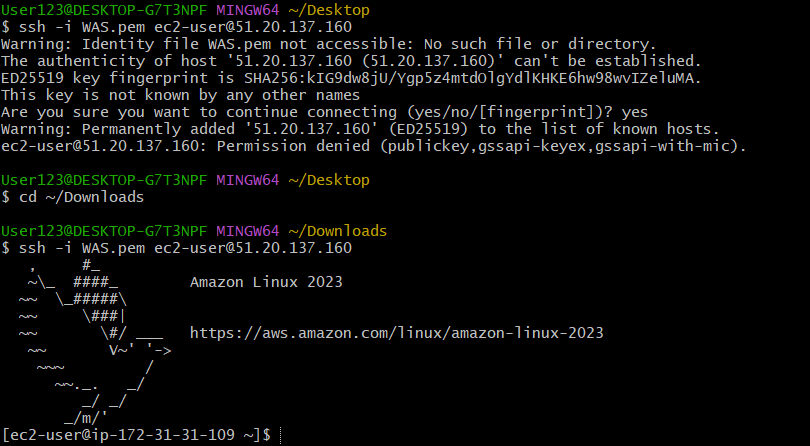 User123@DESKTOP-G7T3NPF MINGW64 ~/Desktop
$ ssh -i WAS.pem ec2-user@51.20.137.160
Warning: Identity file WAS.pem not accessible: No such file or directory.
The authenticity of host '51.20.137.160 (51.20.137.160)' can't be established.
ED25519 key fingerprint is SHA256:kIG9dw8jU/Ygp5z4mtdOlgYdlKHKE6hw98wvIZeluMA.
This key is not known by any other names
Are you sure you want to continue connecting (yes/no/[fingerprint])? yes
Warning: Permanently added '51.20.137.160' (ED25519) to the list of known hosts.
ec2-user@51.20.137.160: Permission denied (publickey,gssapi-keyex,gssapi-with-mic).

User123@DESKTOP-G7T3NPF MINGW64 ~/Desktop
$ cd ~/Downloads

User123@DESKTOP-G7T3NPF MINGW64 ~/Downloads
$ ssh -i WAS.pem ec2-user@51.20.137.160
   ,     #_
   ~\_  ####_        Amazon Linux 2023
  ~~  \_#####\
  ~~     \###|
  ~~       \#/ ___   https://aws.amazon.com/linux/amazon-linux-2023
   ~~       V~' '->
    ~~~         /
      ~~._.   _/
         _/ _/
       _/m/'
[ec2-user@ip-172-31-31-109 ~]$